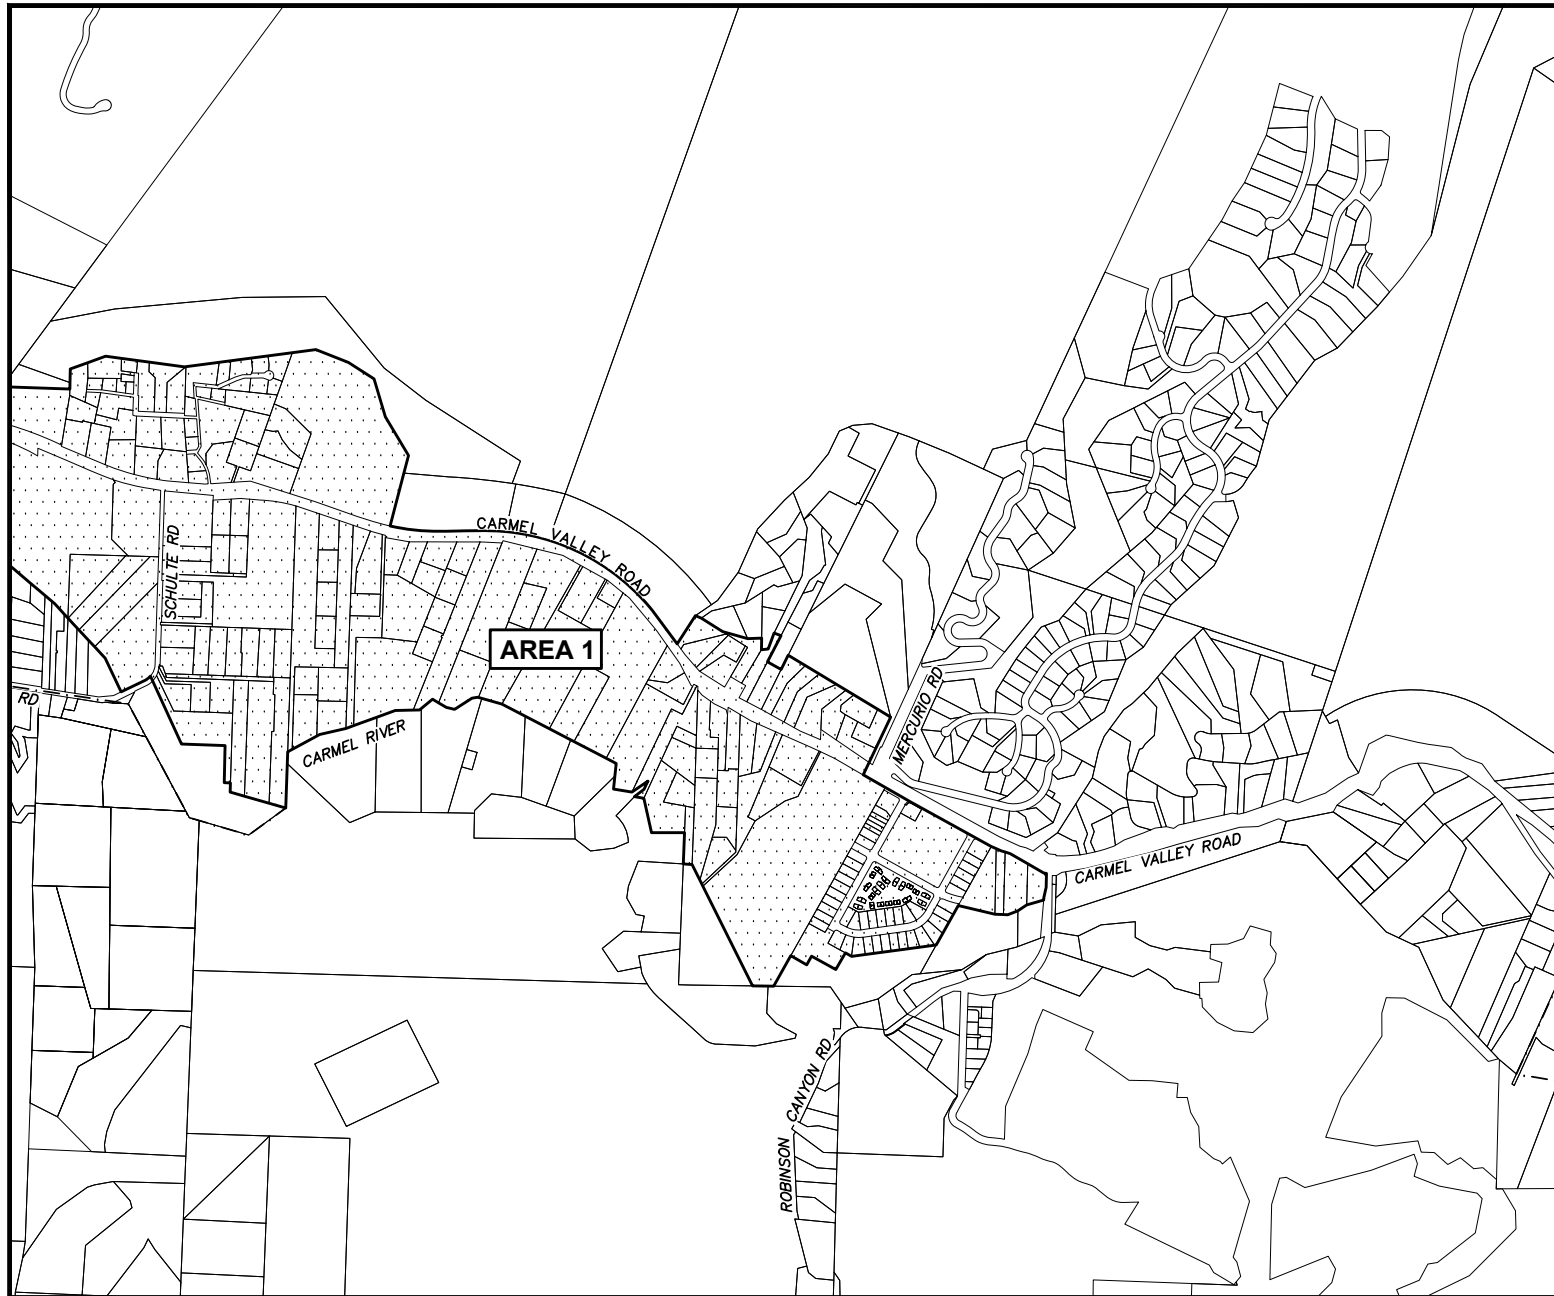 CARMEL VALLEY ROAD
SCHULTE RD
AREA 1
RD
MERCURIO RD
CARMEL RIVER
CARMEL VALLEY ROAD
ROBINSON CANYON RD